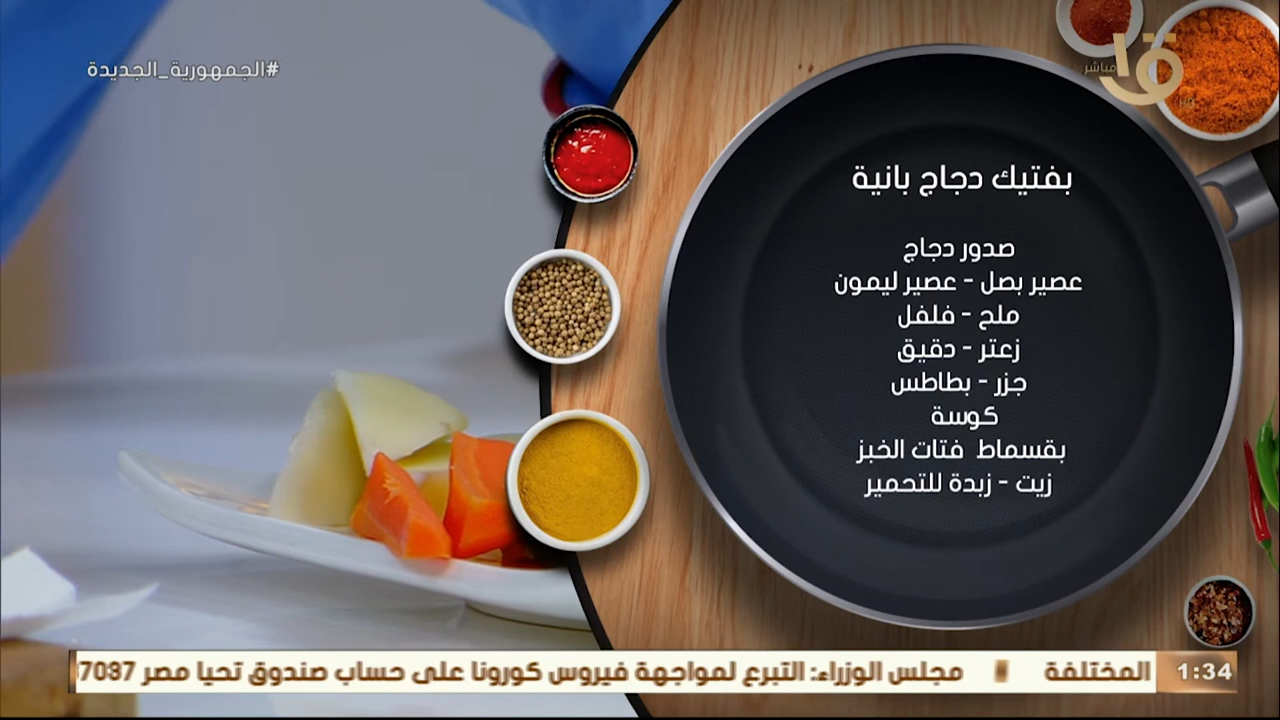 #الجمهورية_الجديدة
مباشر
بفتيك دجاج بانية
صدور دجاج
عصير بصل - عصير ليمون
ملح - فلفل
زعتر - دقيق
جزر - بطاطس
كوسة
بقسماط فتات الخبز
زيت - زبدة للتحمير
1:34
المختلفة
مجلس الوزراء: التبرع لمواجهة فيروس كورونا على حساب صندوق تحيا مصر